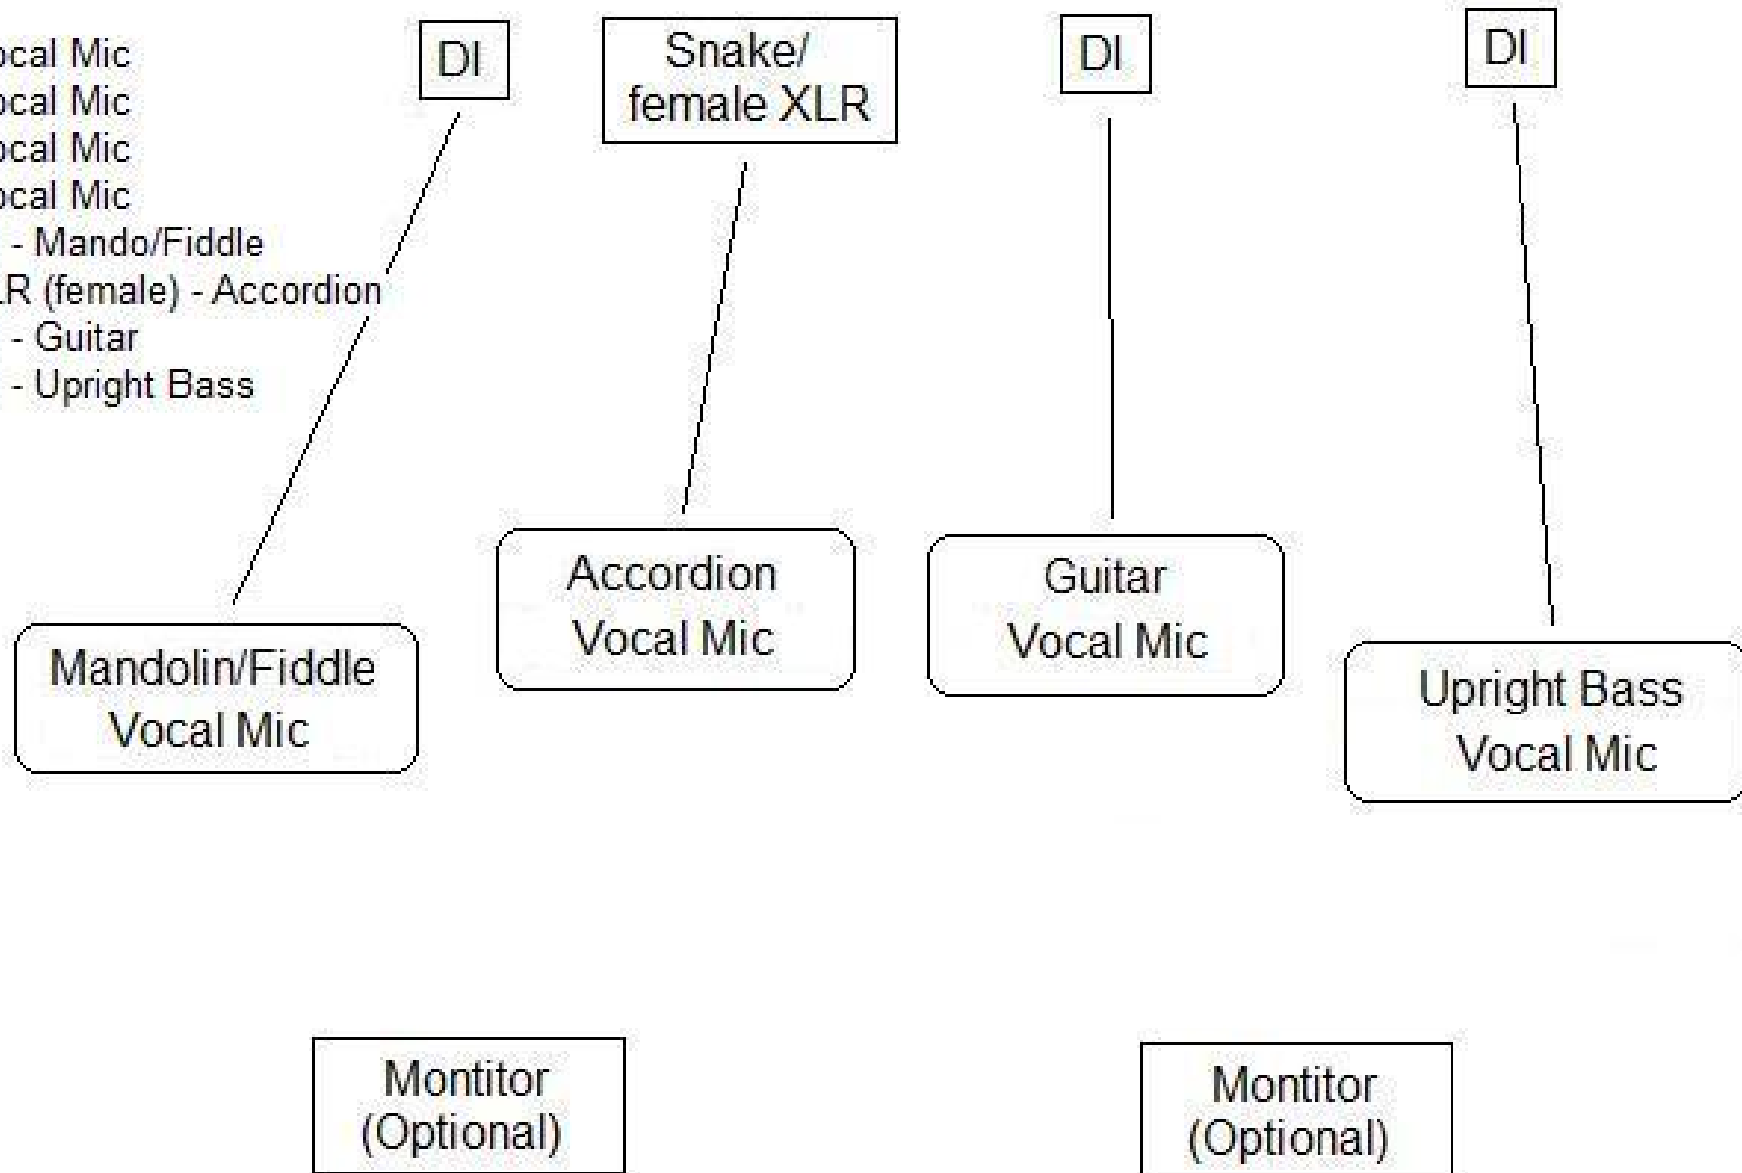 ocal Mic
ocal Mic
ocal Mic
ocal Mic
- Mando/Fiddle
LR (female) - Accordion
- Guitar
- Upright Bass
DI
Snake/
female XLR
DI
DI
Mandolin/Fiddle
Vocal Mic
Accordion
Vocal Mic
Guitar
Vocal Mic
Upright Bass
Vocal Mic
Montitor
(Optional)
Montitor
(Optional)